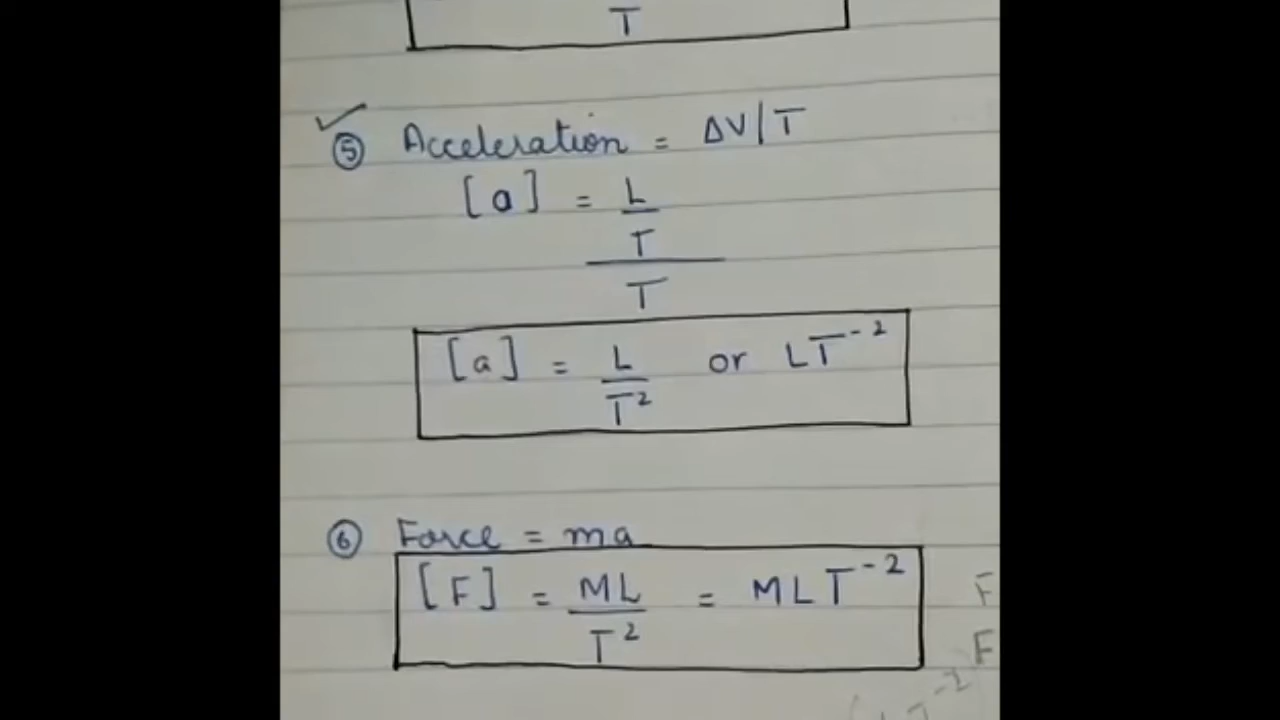 T
✓
⑤ Acceleration = ΔV/T
[a] = L
T
T
[a] = L/T² or LT⁻²
⑥ Force = ma
[F] = ML/T² = MLT⁻²
F
F